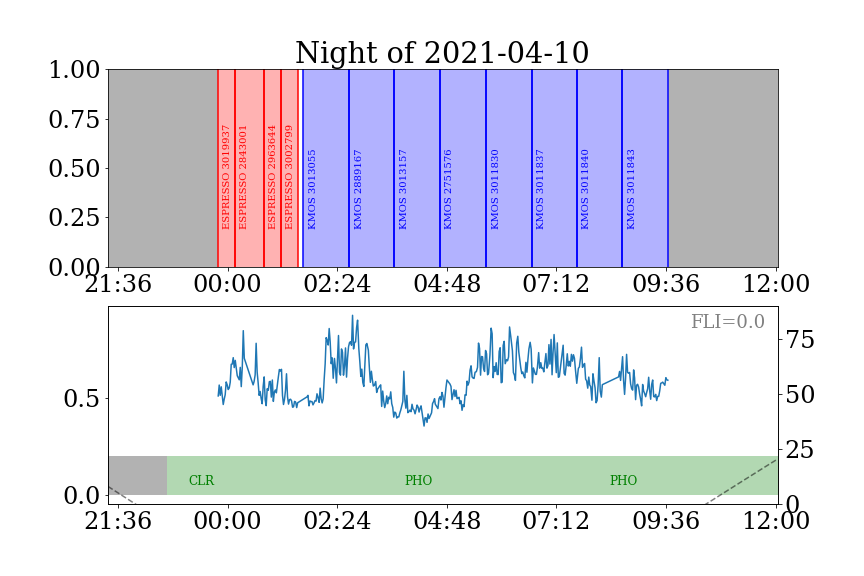 Night of 2021-04-10
1.00
0.75
0.50
0.25
0.00
ESPRESSO 3019937
ESPRESSO 2843001
ESPRESSO 2963644
ESPRESSO 3002799
KMOS 3013055
KMOS 2889167
KMOS 3013157
KMOS 2751576
KMOS 3011830
KMOS 3011837
KMOS 3011840
KMOS 3011843
21:36 00:00 02:24 04:48 07:12 09:36 12:00
FLI=0.0
0.5
0.0
75
50
25
0
CLR PHO PHO
21:36 00:00 02:24 04:48 07:12 09:36 12:00